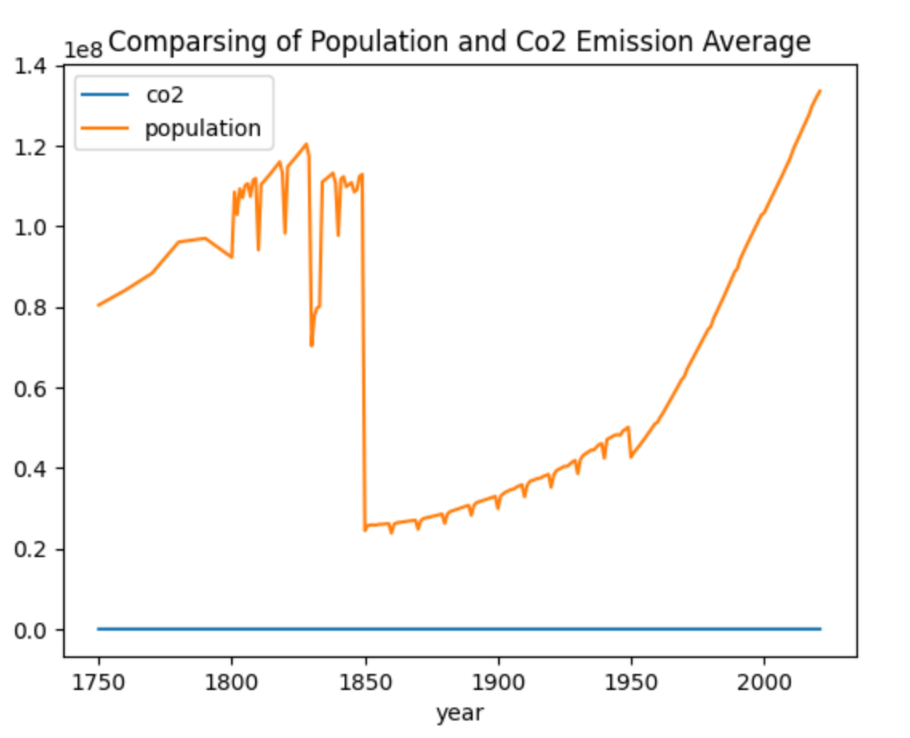 Comparsing of Population and Co2 Emission Average
1e8
1.4
1.2
1.0
0.8
0.6
0.4
0.2
0.0
co2
population
1750 1800 1850 1900 1950 2000
year